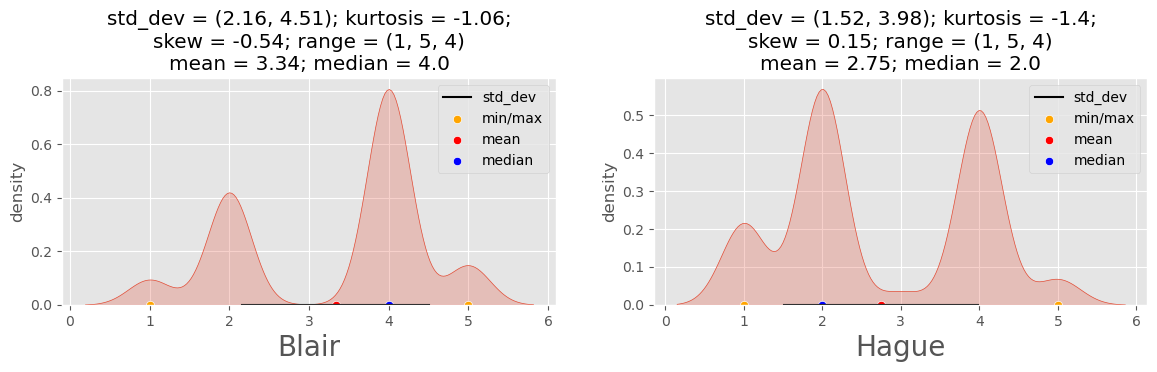 std_dev = (2.16, 4.51); kurtosis = -1.06;
skew = -0.54; range = (1, 5, 4)
mean = 3.34; median = 4.0
std_dev
min/max
mean
median
density
0.8
0.6
0.4
0.2
0.0
0 1 2 3 4 5 6
Blair
std_dev = (1.52, 3.98); kurtosis = -1.4;
skew = 0.15; range = (1, 5, 4)
mean = 2.75; median = 2.0
std_dev
min/max
mean
median
density
0.5
0.4
0.3
0.2
0.1
0.0
0 1 2 3 4 5 6
Hague